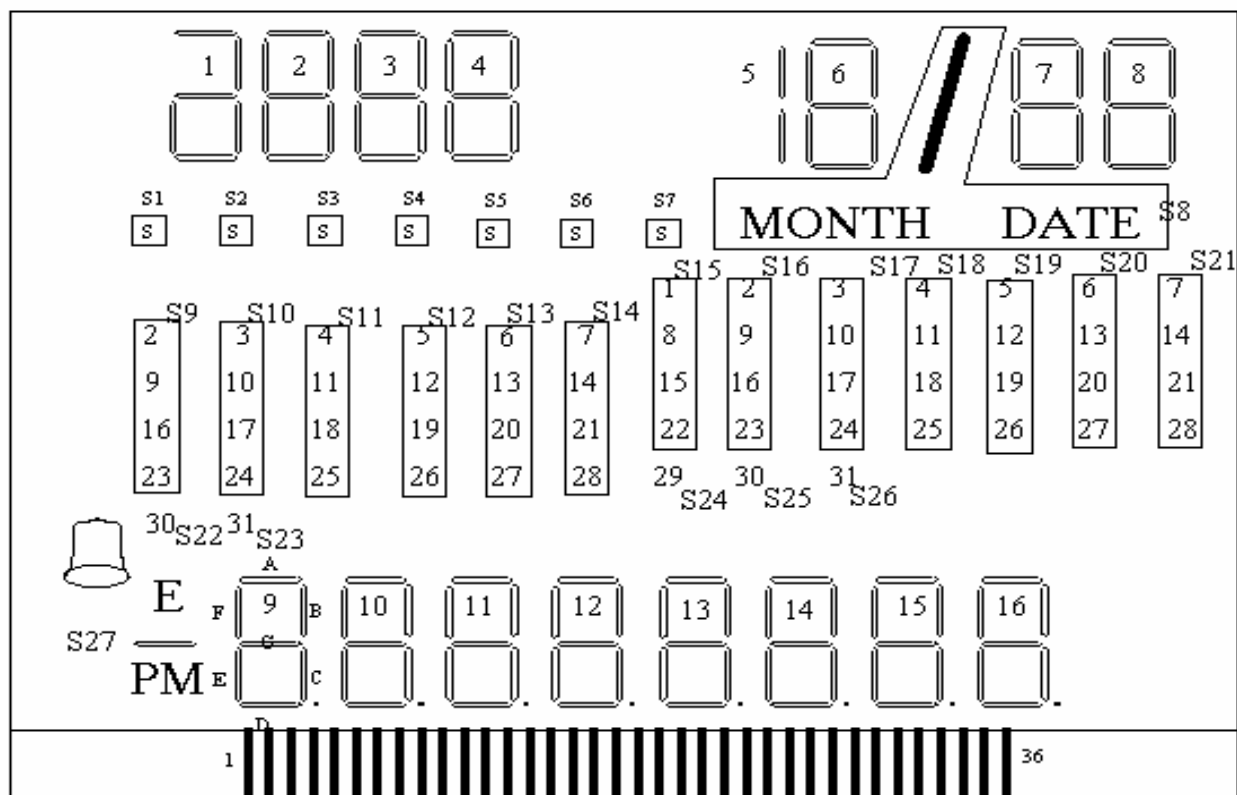 1 2 3 4 5 6 7 8
S1 S2 S3 S4 S5 S6 S7
S S S S S S S
MONTH DATE S8
S15 S16 S17 S18 S19 S20 S21
1 2 3 4 5 6 7
S9 S10 S11 S12 S13 S14
2 3 4 5 6 7 8 9 10 11 12 13 14
9 10 11 12 13 14 15 16 17 18 19 20 21
16 17 18 19 20 21 22 23 24 25 26 27 28
23 24 25 26 27 28 29 30 31
S24 S25 S26
30 S22 31 S23
A
E F 9 B 10 11 12 13 14 15 16
S27 G
PM E C
D
1 36